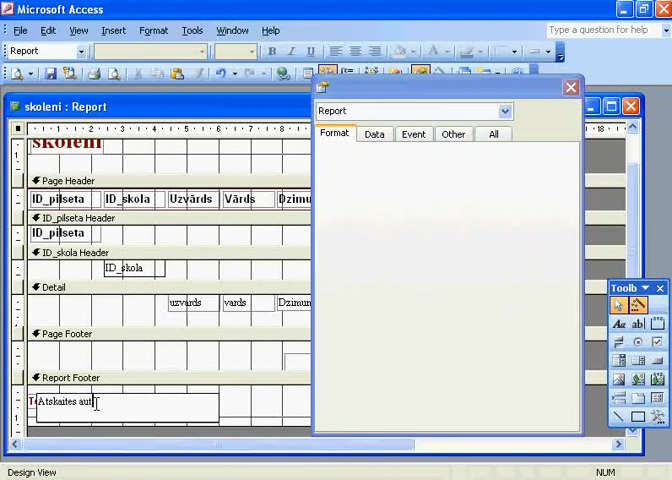 Microsoft Access
File Edit View Insert Format Tools Window Help Type a question for help
Report
skoleni : Report
Report
Format Data Event Other All
skoleni
Page Header
ID_pilseta ID_skola Uzvārds Vārds Dzimu
ID_pilseta Header
ID_pilseta
ID_skola Header
ID_skola
Detail
uzvards vards Dzimu
Page Footer
Report Footer
Atskaites aut
Toolb
Aa ab
Design View NUM